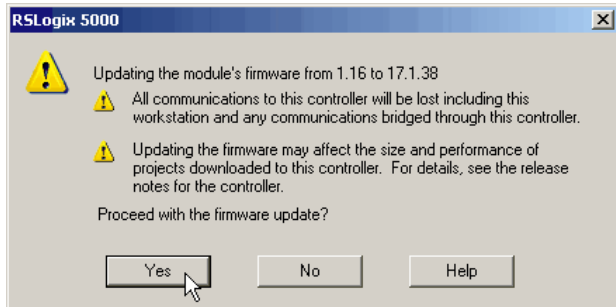 RSLogix 5000
Updating the module's firmware from 1.16 to 17.1.38
All communications to this controller will be lost including this
workstation and any communications bridged through this controller.
Updating the firmware may affect the size and performance of
projects downloaded to this controller. For details, see the release
notes for the controller.
Proceed with the firmware update?
Yes
No
Help